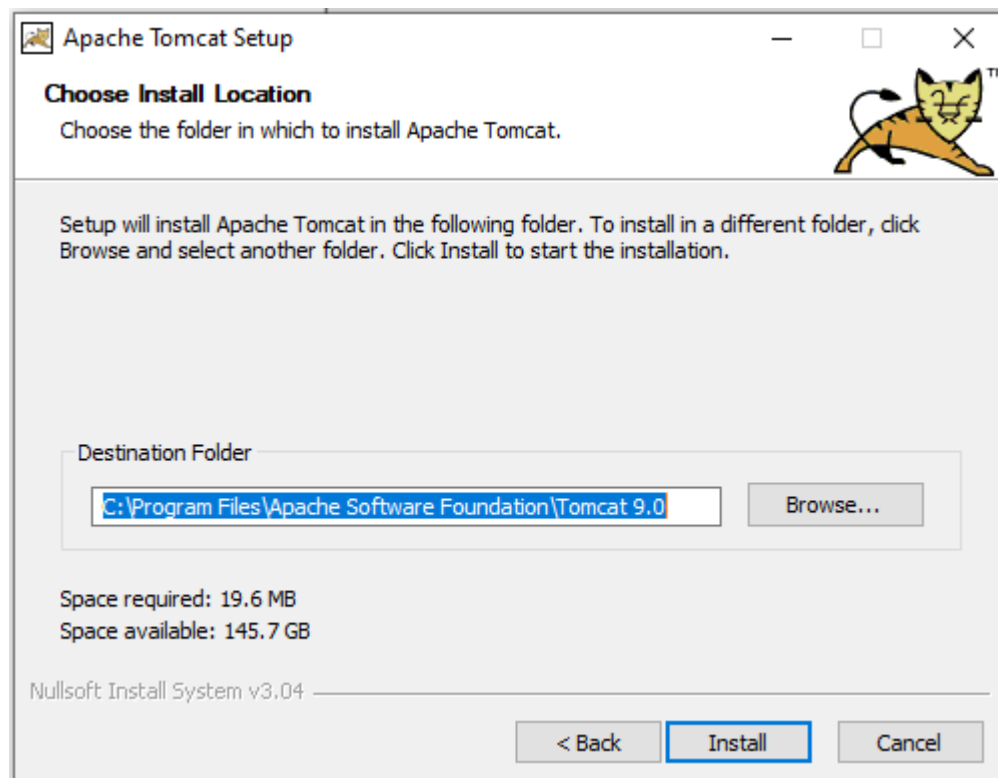 Apache Tomcat Setup
Choose Install Location
Choose the folder in which to install Apache Tomcat.
TM
Setup will install Apache Tomcat in the following folder. To install in a different folder, click
Browse and select another folder. Click Install to start the installation.
Destination Folder
C:\Program Files\Apache Software Foundation\Tomcat 9.0
Browse...
Space required: 19.6 MB
Space available: 145.7 GB
Nullsoft Install System v3.04
< Back
Install
Cancel